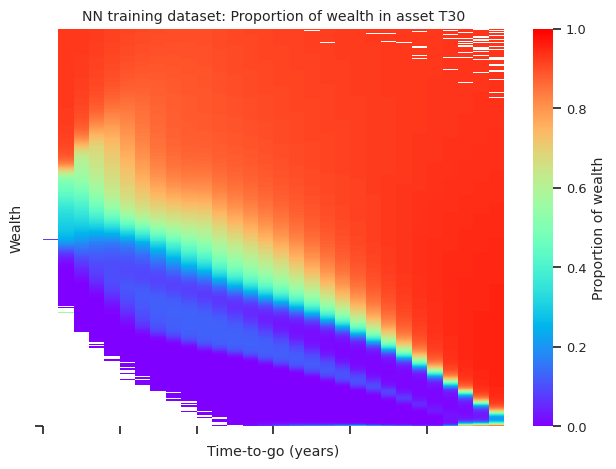 NN training dataset: Proportion of wealth in asset T30
Wealth
Time-to-go (years)
1.0
0.8
0.6
0.4
0.2
0.0
Proportion of wealth